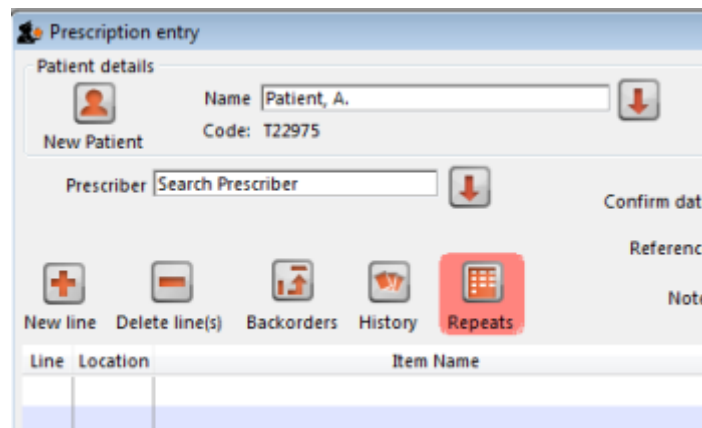 Prescription entry
Patient details
Name Patient, A.
Code: T22975
New Patient
Prescriber Search Prescriber
Confirm
New line Delete line(s) Backorders History Repeats
Line Location Item Name